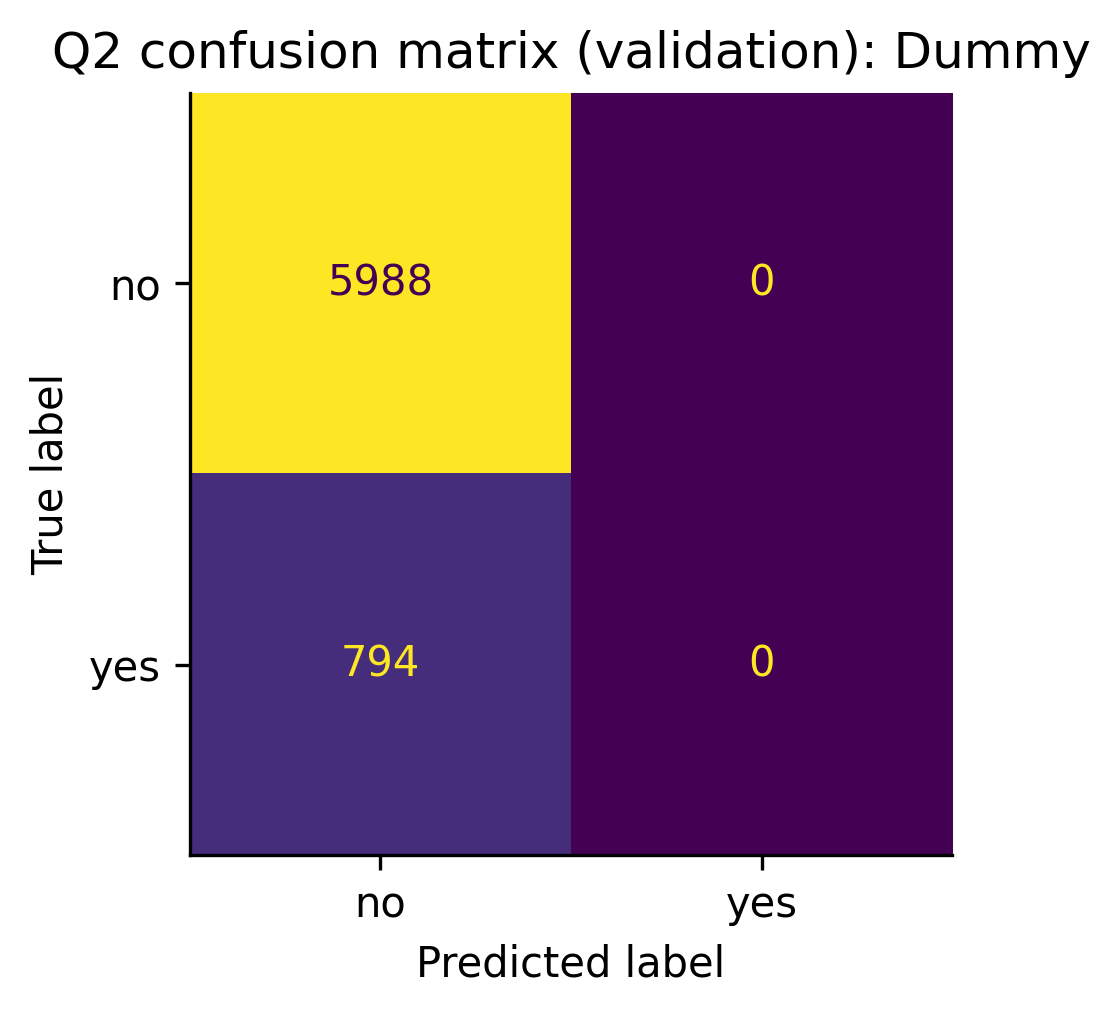 Q2 confusion matrix (validation): Dummy
no
5988
0
True label
yes
794
0
no
yes
Predicted label